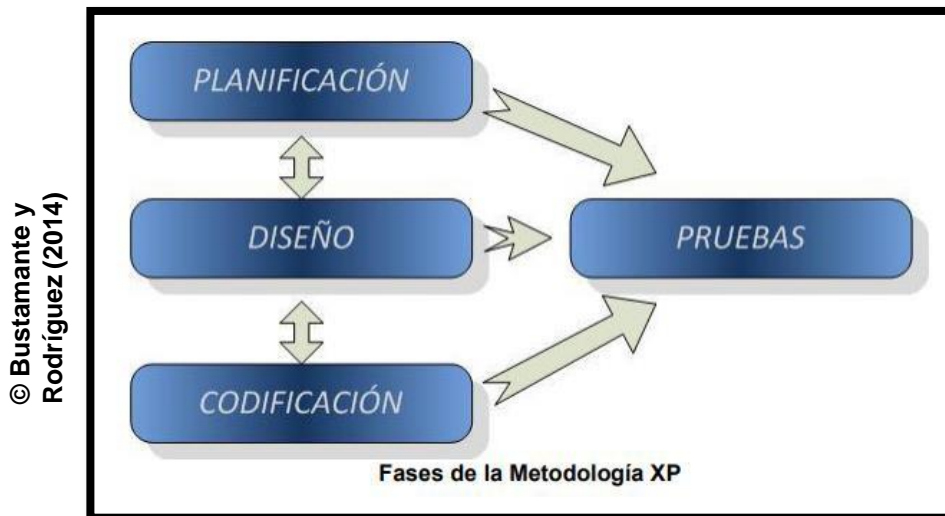 © Bustamante y
Rodríguez (2014)
PLANIFICACIÓN
DISEÑO
PRUEBAS
CODIFICACIÓN
Fases de la Metodología XP